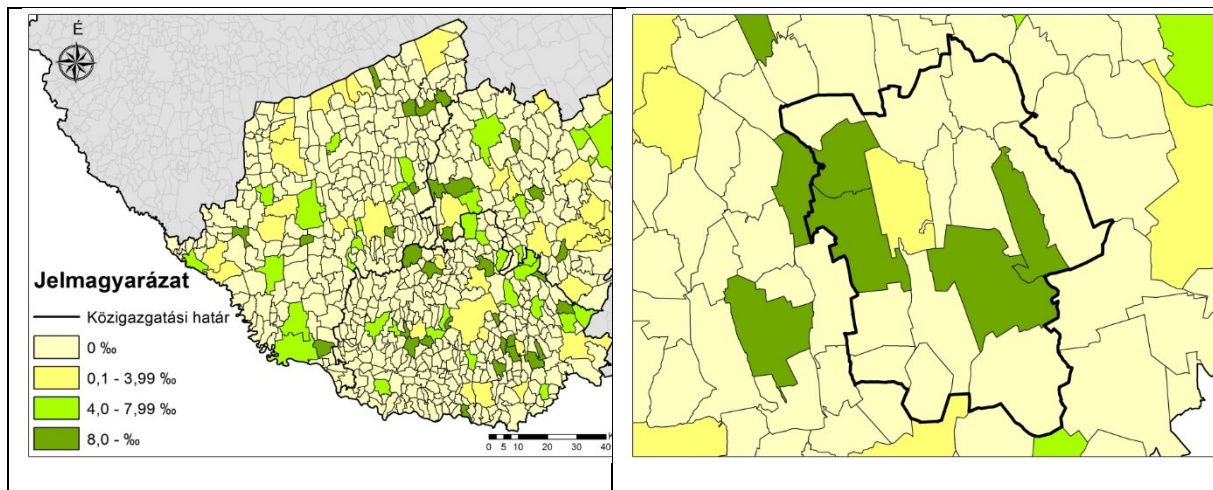 É
Jelmagyarázat
Közigazgatási határ
0 ‰
0,1 - 3,99 ‰
4,0 - 7,99 ‰
8,0 - ‰
0 5 10 20 30 40